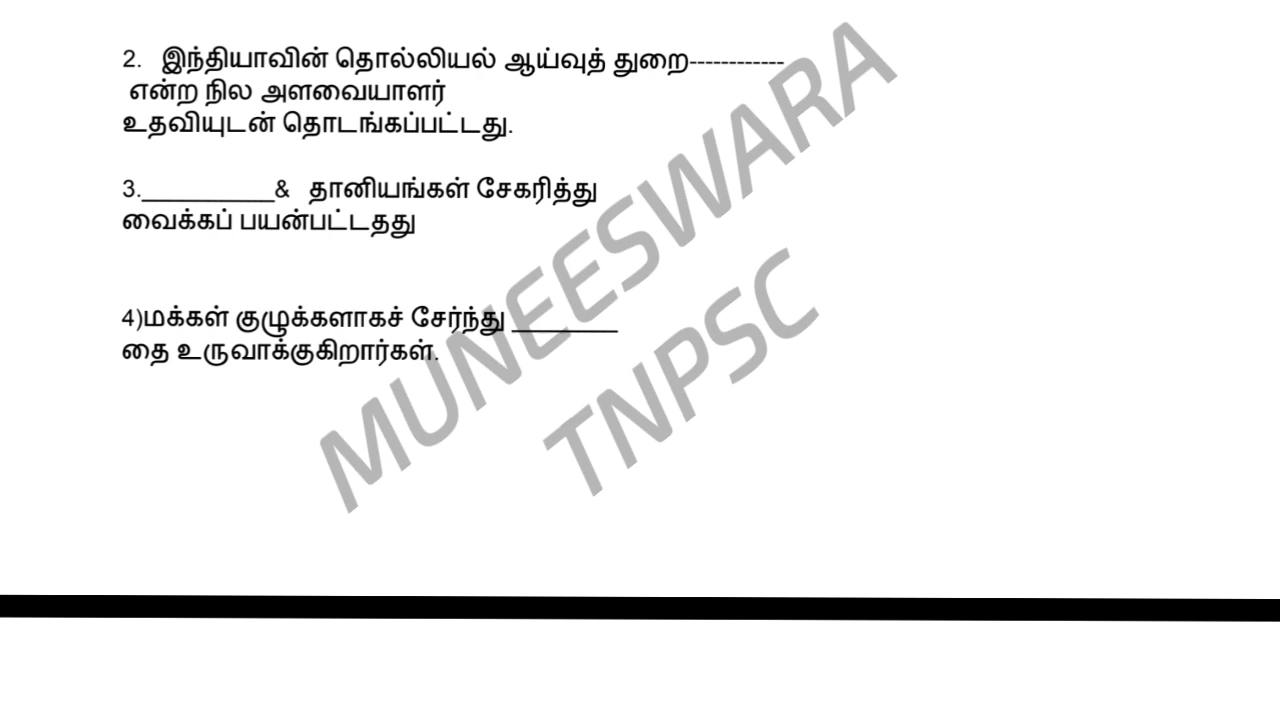 2. இந்தியாவின் தொல்லியல் ஆய்வுத் துறை------------
என்ற நில அளவையாளர்
உதவியுடன் தொடங்கப்பட்டது.
3.__________& தானியங்கள் சேகரித்து
வைக்கப் பயன்பட்டதது
4)மக்கள் குழுக்களாகச் சேர்ந்து ________
தை உருவாக்குகிறார்கள்.
MUNEESWARA
TNPSC